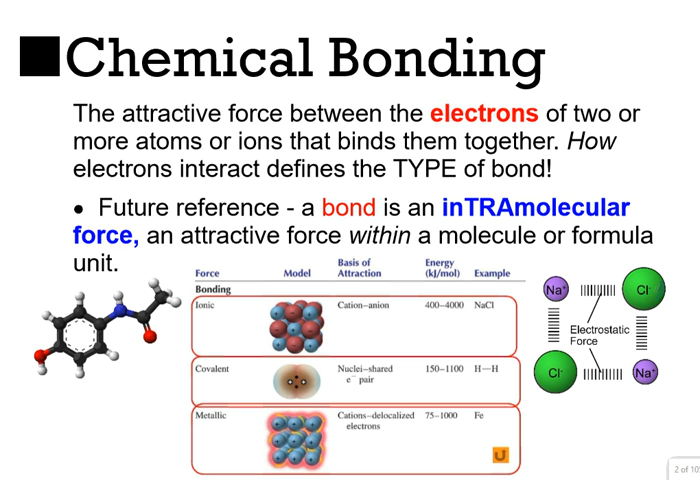 Chemical Bonding
The attractive force between the electrons of two or
more atoms or ions that binds them together. How
electrons interact defines the TYPE of bond!
• Future reference - a bond is an inTRAmolecular
force, an attractive force within a molecule or formula
unit.
Force Model Basis of Attraction Energy (kJ/mol) Example
Bonding
Ionic Cation–anion 400–4000 NaCl
Covalent Nuclei–shared e⁻ pair 150–1100 H—H
Metallic Cations–delocalized electrons 75–1000 Fe
Na⁺ Cl⁻
Electrostatic
Force
Cl⁻ Na⁺
U